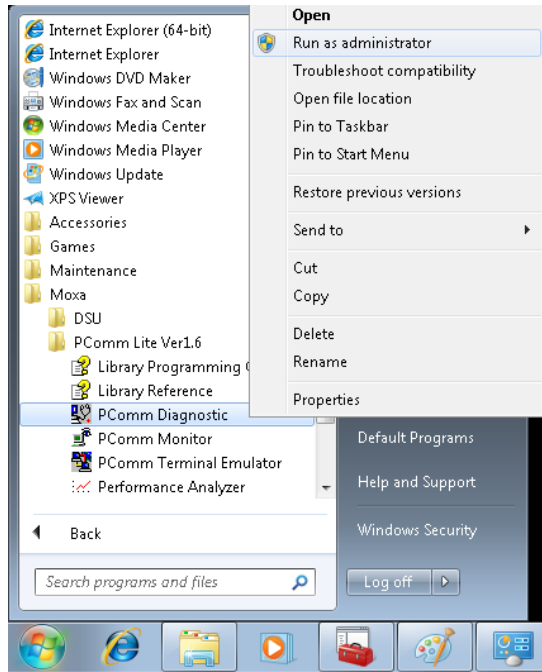 Internet Explorer (64-bit)
Internet Explorer
Windows DVD Maker
Windows Fax and Scan
Windows Media Center
Windows Media Player
Windows Update
XPS Viewer
Accessories
Games
Maintenance
Moxa
DSU
PComm Lite Ver1.6
Library Programming
Library Reference
PComm Diagnostic
PComm Monitor
PComm Terminal Emulator
Performance Analyzer
Back
Search programs and files
Open
Run as administrator
Troubleshoot compatibility
Open file location
Pin to Taskbar
Pin to Start Menu
Restore previous versions
Send to
Cut
Copy
Delete
Rename
Properties
Default Programs
Help and Support
Windows Security
Log off